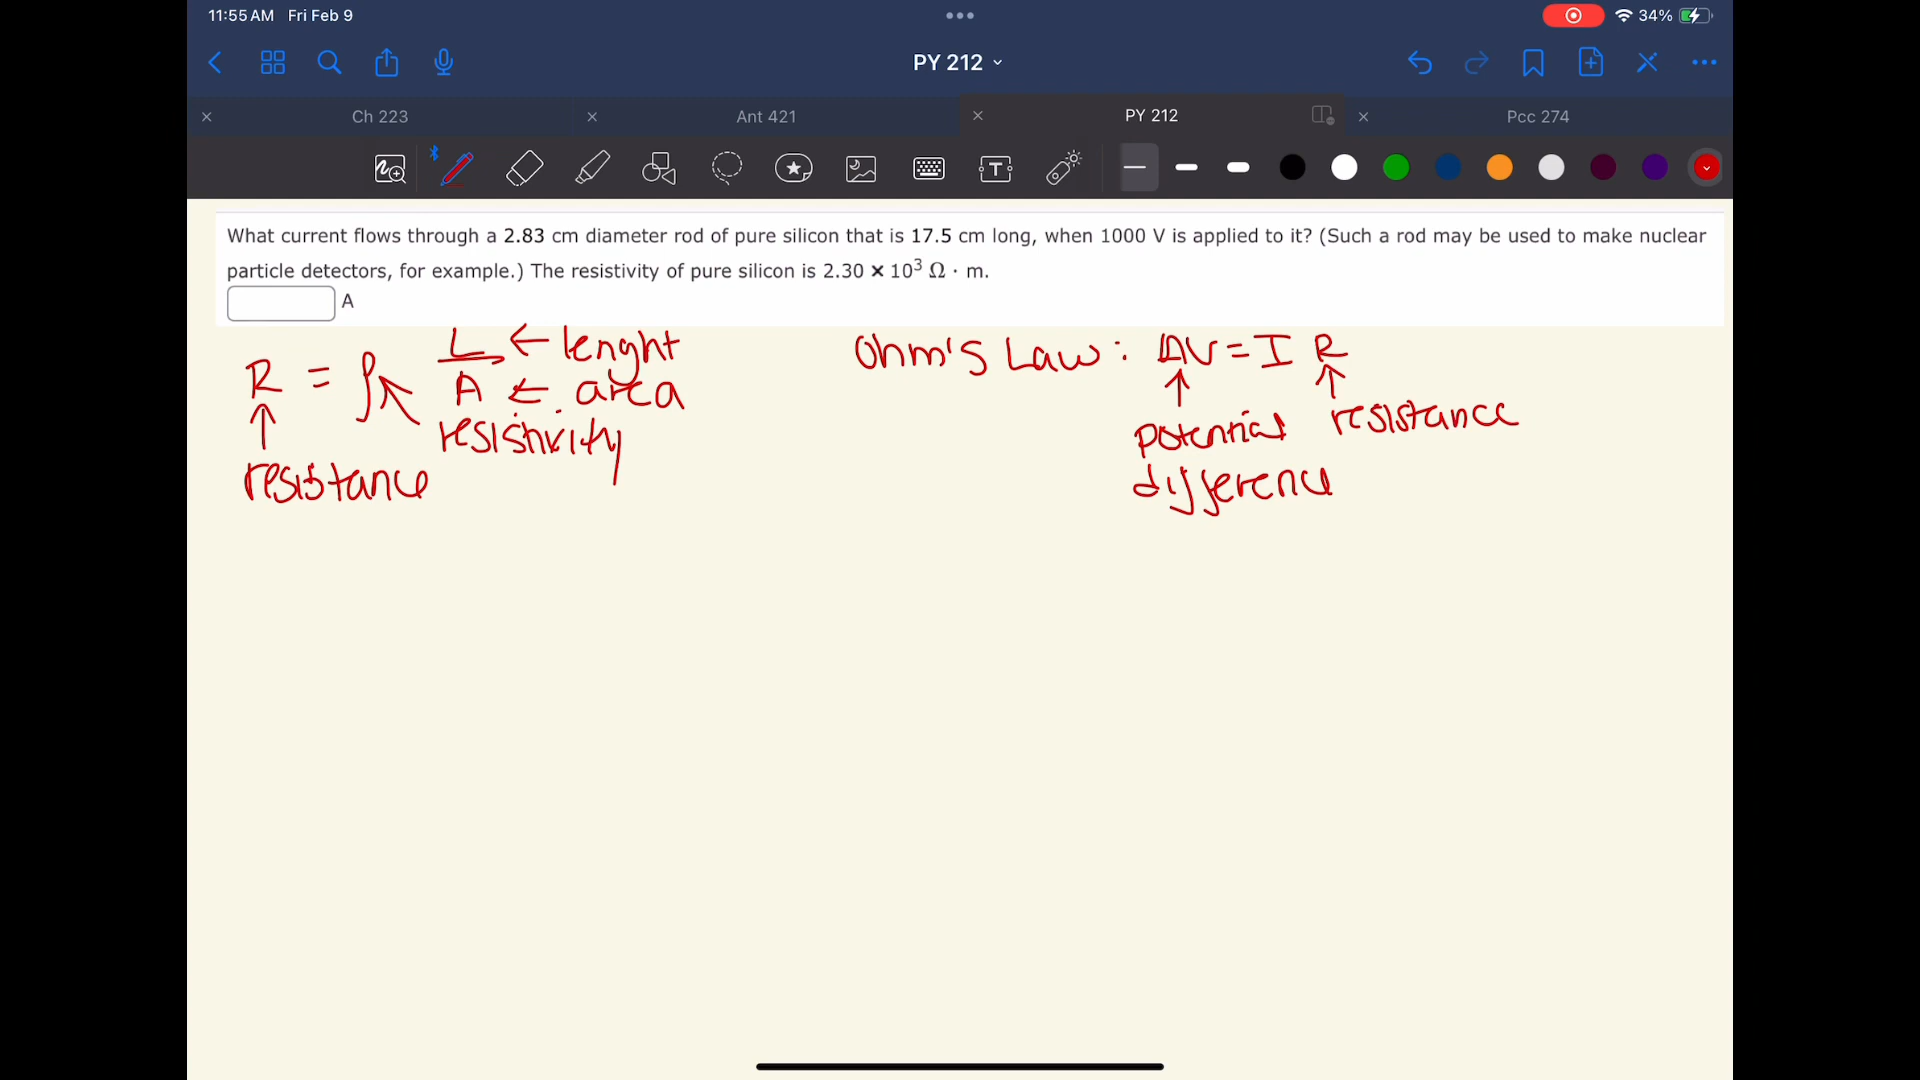 11:55 AM Fri Feb 9 34%
PY 212
Ch 223 Ant 421 PY 212 Pcc 274
What current flows through a 2.83 cm diameter rod of pure silicon that is 17.5 cm long, when 1000 V is applied to it? (Such a rod may be used to make nuclear
particle detectors, for example.) The resistivity of pure silicon is 2.30 × 10³ Ω · m.
A
R = ρ L/A
← lenght
← area
resistivity
↑
resistance
Ohm's Law: ΔV = I R
↑ ↑
potential resistance
difference